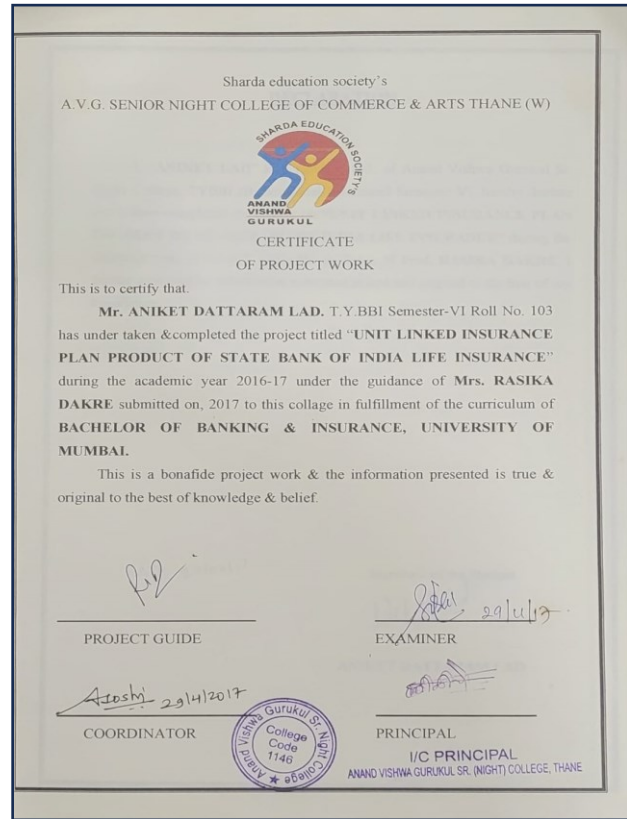 Sharda education society's
A.V.G. SENIOR NIGHT COLLEGE OF COMMERCE & ARTS THANE (W)
SHARDA EDUCATION SOCIETY'S
ANAND
VISHWA
GURUKUL
CERTIFICATE
OF PROJECT WORK
This is to certify that.
Mr. ANIKET DATTARAM LAD. T.Y.BBI Semester-VI Roll No. 103
has under taken &completed the project titled “UNIT LINKED INSURANCE
PLAN PRODUCT OF STATE BANK OF INDIA LIFE INSURANCE”
during the academic year 2016-17 under the guidance of Mrs. RASIKA
DAKRE submitted on, 2017 to this collage in fulfillment of the curriculum of
BACHELOR OF BANKING & INSURANCE, UNIVERSITY OF
MUMBAI.
This is a bonafide project work & the information presented is true &
original to the best of knowledge & belief.
29/4/17
PROJECT GUIDE EXAMINER
29/4/2017
COORDINATOR PRINCIPAL
Anand Vishwa Gurukul Sr. Night College
College
Code
1146
I/C PRINCIPAL
ANAND VISHWA GURUKUL SR. (NIGHT) COLLEGE, THANE